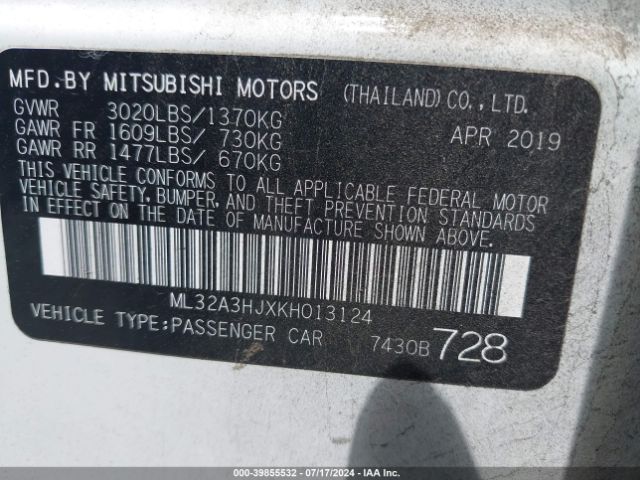 MFD. BY MITSUBISHI MOTORS (THAILAND) CO., LTD.
GVWR 3020LBS/1370KG
GAWR FR 1609LBS/ 730KG APR 2019
GAWR RR 1477LBS/ 670KG
THIS VEHICLE CONFORMS TO ALL APPLICABLE FEDERAL MOTOR
VEHICLE SAFETY, BUMPER, AND THEFT PREVENTION STANDARDS
IN EFFECT ON THE DATE OF MANUFACTURE SHOWN ABOVE.
ML32A3HJXKH013124
VEHICLE TYPE:PASSENGER CAR 7430B 728
000-39855532 - 07/17/2024 - IAA Inc.